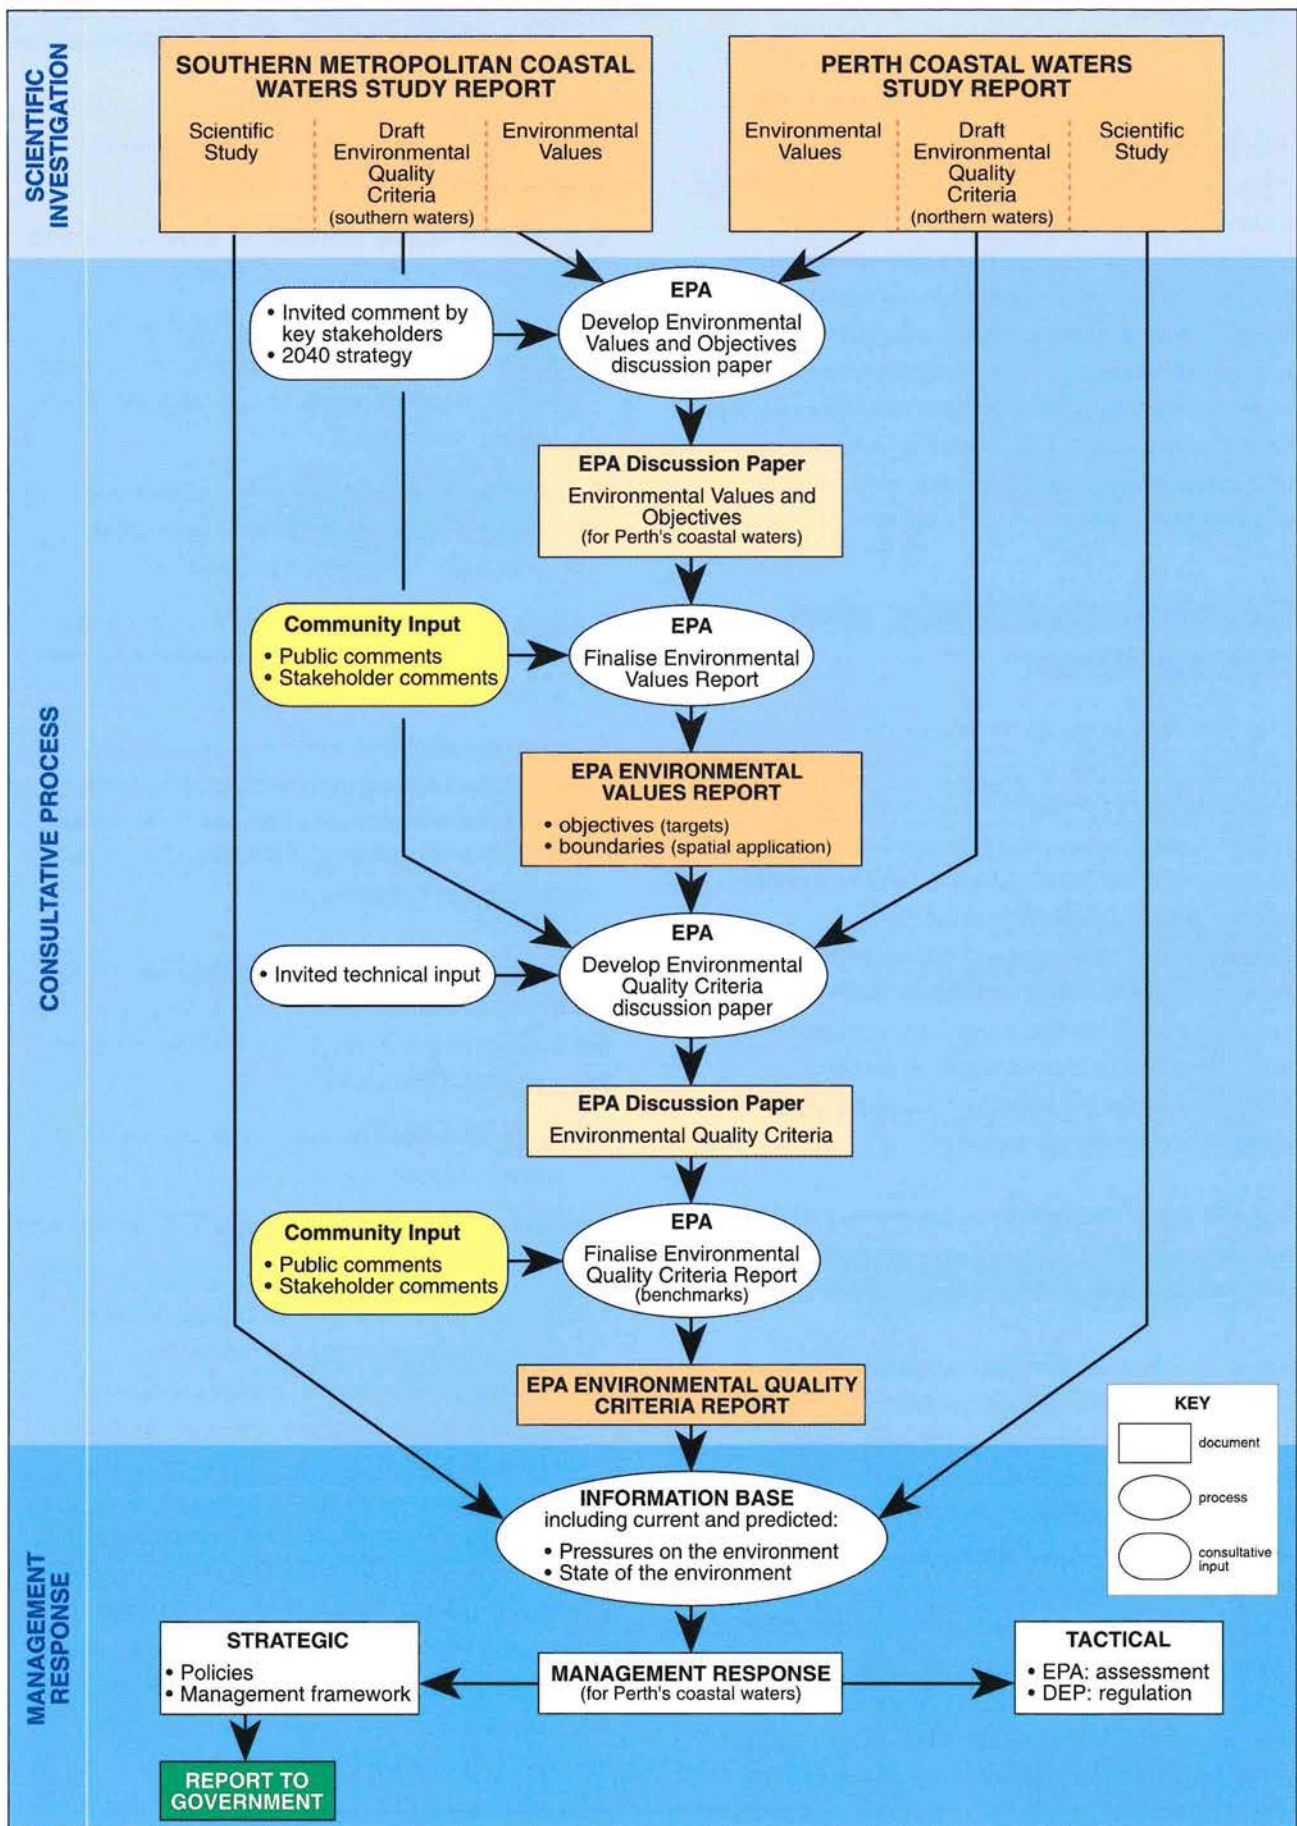 SCIENTIFIC
INVESTIGATION
SOUTHERN METROPOLITAN COASTAL
WATERS STUDY REPORT
Scientific
Study
Draft
Environmental
Quality
Criteria
(southern waters)
Environmental
Values
PERTH COASTAL WATERS
STUDY REPORT
Environmental
Values
Draft
Environmental
Quality
Criteria
(northern waters)
Scientific
Study
CONSULTATIVE PROCESS
• Invited comment by
key stakeholders
• 2040 strategy
EPA
Develop Environmental
Values and Objectives
discussion paper
EPA Discussion Paper
Environmental Values and
Objectives
(for Perth's coastal waters)
Community Input
• Public comments
• Stakeholder comments
EPA
Finalise Environmental
Values Report
EPA ENVIRONMENTAL
VALUES REPORT
• objectives (targets)
• boundaries (spatial application)
• Invited technical input
EPA
Develop Environmental
Quality Criteria
discussion paper
EPA Discussion Paper
Environmental Quality Criteria
Community Input
• Public comments
• Stakeholder comments
EPA
Finalise Environmental
Quality Criteria Report
(benchmarks)
EPA ENVIRONMENTAL QUALITY
CRITERIA REPORT
KEY
document
process
consultative
input
MANAGEMENT
RESPONSE
INFORMATION BASE
including current and predicted:
• Pressures on the environment
• State of the environment
STRATEGIC
• Policies
• Management framework
MANAGEMENT RESPONSE
(for Perth's coastal waters)
TACTICAL
• EPA: assessment
• DEP: regulation
REPORT TO
GOVERNMENT